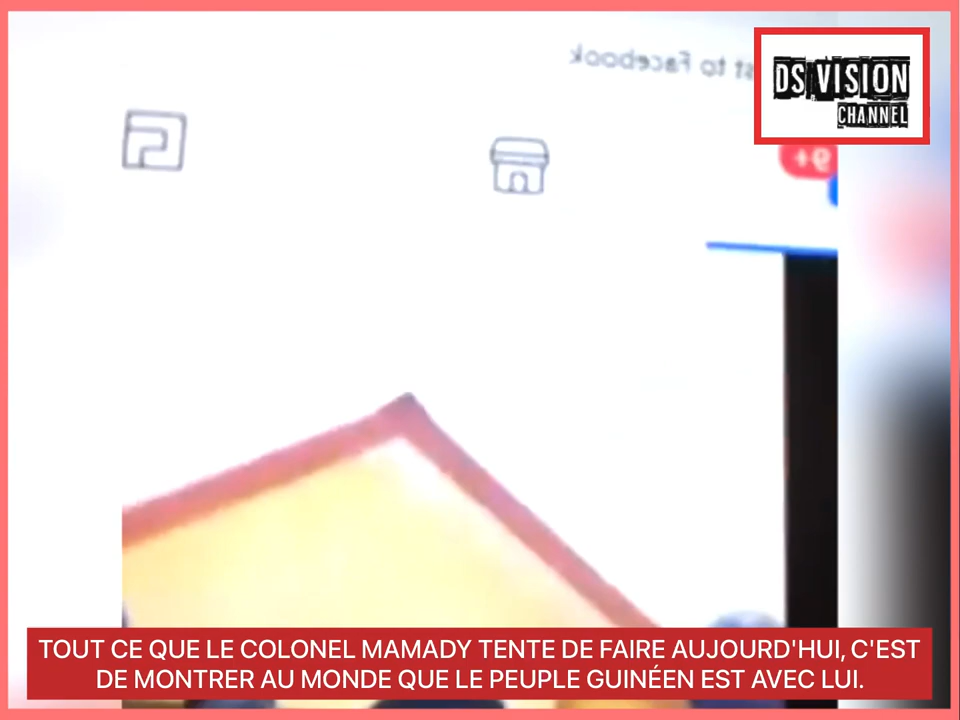 st to Facebook
DS VISION
CHANNEL
9+
TOUT CE QUE LE COLONEL MAMADY TENTE DE FAIRE AUJOURD'HUI, C'EST
DE MONTRER AU MONDE QUE LE PEUPLE GUINÉEN EST AVEC LUI.